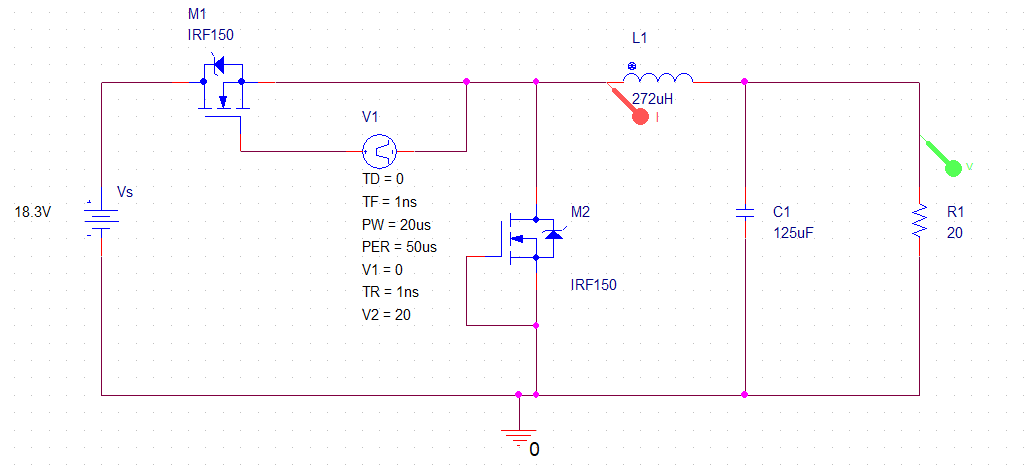 M1
IRF150
L1
272uH
I
V1
TD = 0
TF = 1ns
PW = 20us
PER = 50us
V1 = 0
TR = 1ns
V2 = 20
Vs
18.3V
M2
IRF150
C1
125uF
V
R1
20
0